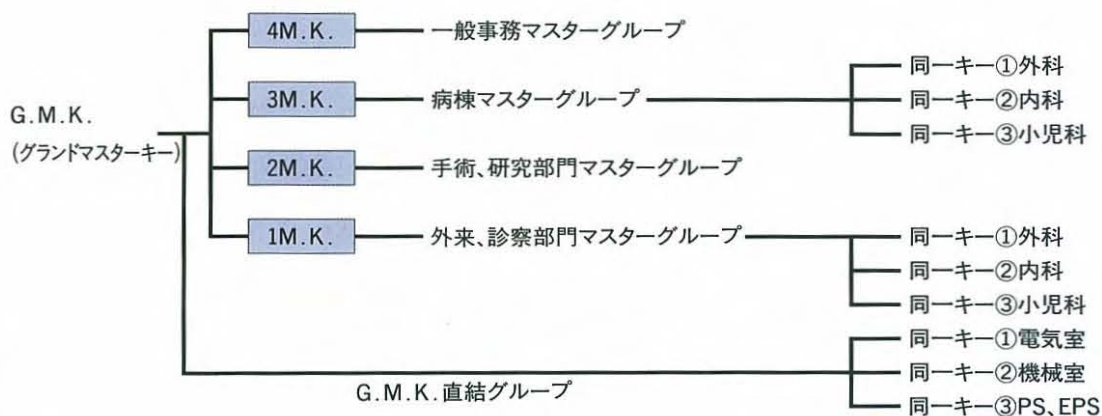 4M.K. 一般事務マスターグループ
同一キー①外科
3M.K. 病棟マスターグループ 同一キー②内科
G.M.K.
(グランドマスターキー)
同一キー③小児科
2M.K. 手術、研究部門マスターグループ
1M.K. 外来、診察部門マスターグループ 同一キー①外科
同一キー②内科
同一キー③小児科
同一キー①電気室
G.M.K.直結グループ 同一キー②機械室
同一キー③PS、EPS